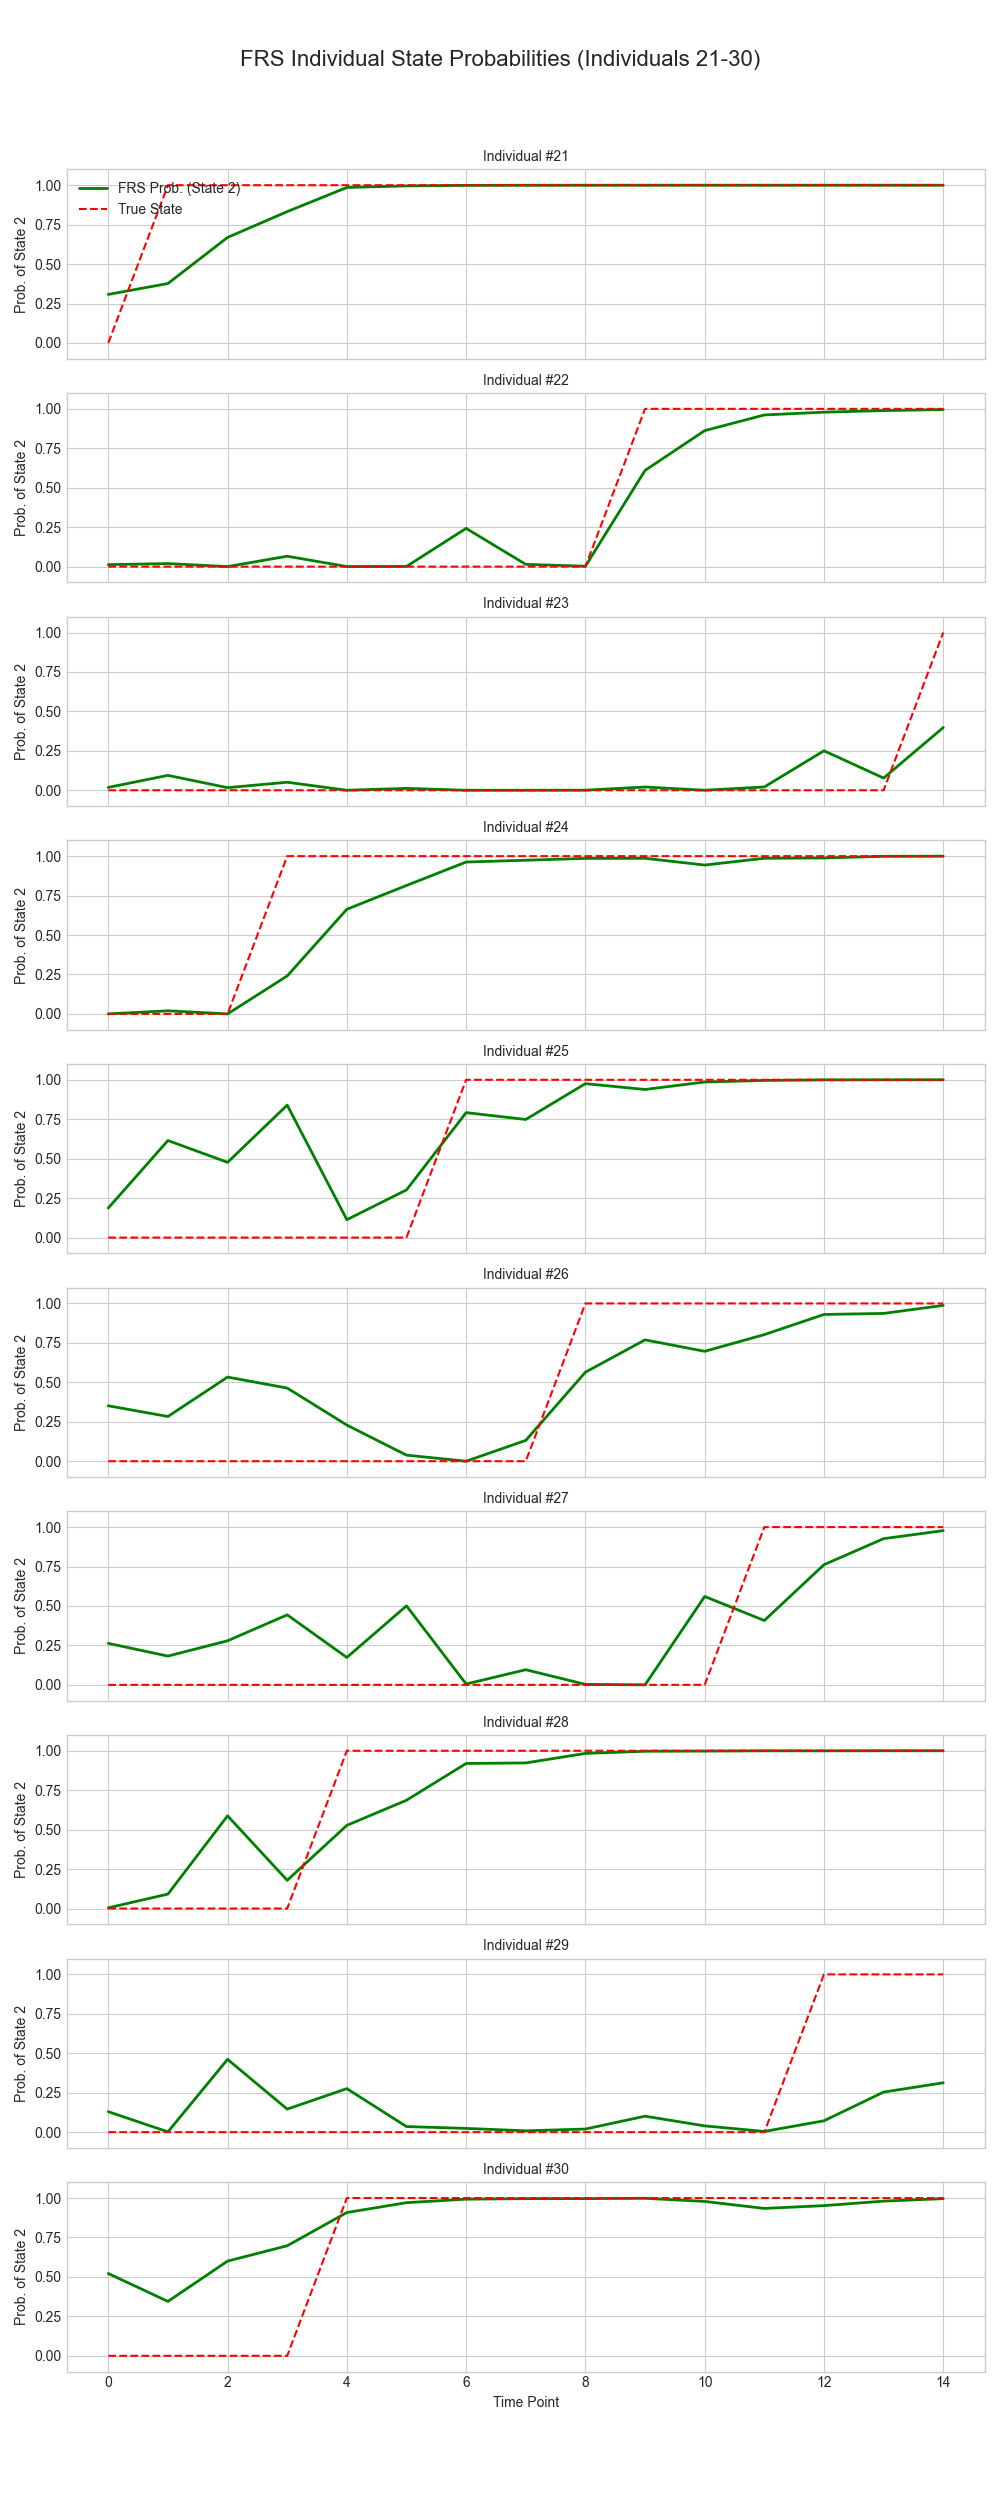 FRS Individual State Probabilities (Individuals 21-30)
Individual #21
FRS Prob. (State 2)
True State
Prob. of State 2
1.00
0.75
0.50
0.25
0.00
Individual #22
Prob. of State 2
1.00
0.75
0.50
0.25
0.00
Individual #23
Prob. of State 2
1.00
0.75
0.50
0.25
0.00
Individual #24
Prob. of State 2
1.00
0.75
0.50
0.25
0.00
Individual #25
Prob. of State 2
1.00
0.75
0.50
0.25
0.00
Individual #26
Prob. of State 2
1.00
0.75
0.50
0.25
0.00
Individual #27
Prob. of State 2
1.00
0.75
0.50
0.25
0.00
Individual #28
Prob. of State 2
1.00
0.75
0.50
0.25
0.00
Individual #29
Prob. of State 2
1.00
0.75
0.50
0.25
0.00
Individual #30
Prob. of State 2
1.00
0.75
0.50
0.25
0.00
0 2 4 6 8 10 12 14
Time Point